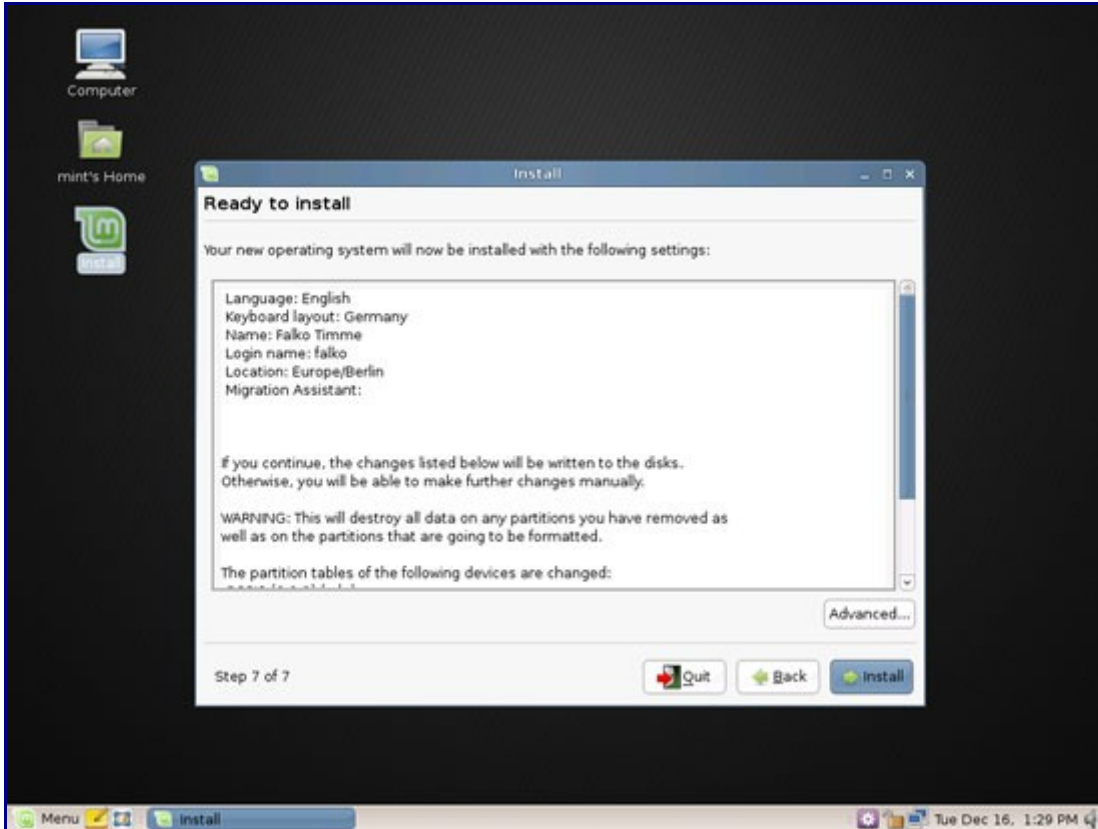 Computer
mint's Home
Install
Install
Ready to install
Your new operating system will now be installed with the following settings:
Language: English
Keyboard layout: Germany
Name: Falko Timme
Login name: falko
Location: Europe/Berlin
Migration Assistant:
If you continue, the changes listed below will be written to the disks.
Otherwise, you will be able to make further changes manually.
WARNING: This will destroy all data on any partitions you have removed as
well as on the partitions that are going to be formatted.
The partition tables of the following devices are changed:
Advanced...
Step 7 of 7
Quit
Back
Install
Menu
Install
Tue Dec 16, 1:29 PM